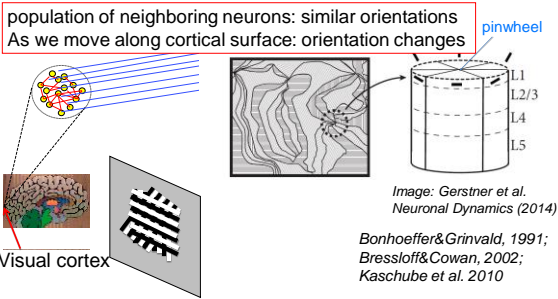 population of neighboring neurons: similar orientations
As we move along cortical surface: orientation changes
pinwheel
L1
L2/3
L4
L5
Image: Gerstner et al.
Neuronal Dynamics (2014)
Visual cortex
Bonhoeffer&Grinvald, 1991;
Bressloff&Cowan, 2002;
Kaschube et al. 2010